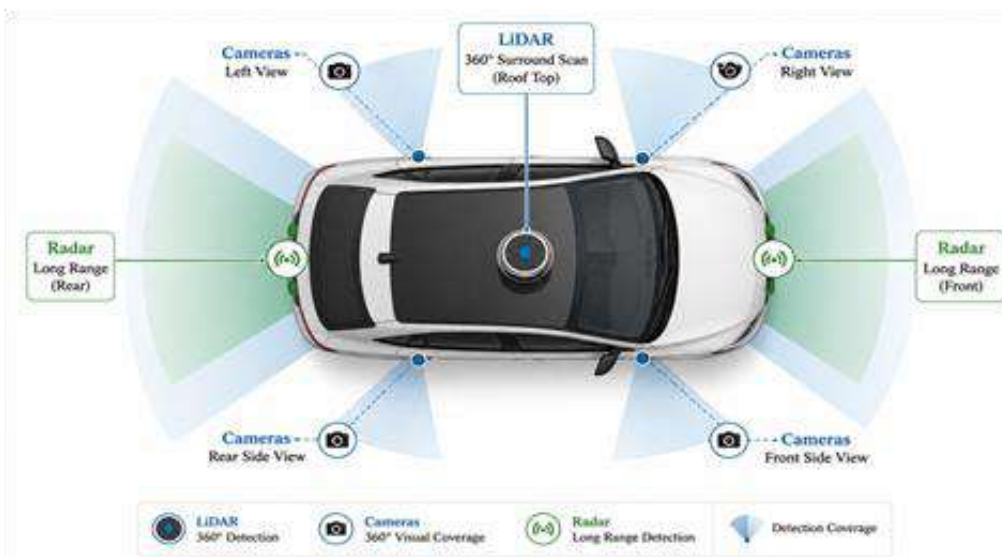 LiDAR
360° Surround Scan
(Roof Top)
Cameras
Left View
Cameras
Right View
Radar
Long Range
(Rear)
Radar
Long Range
(Front)
Cameras
Rear Side View
Cameras
Front Side View
LiDAR
360° Detection
Cameras
360° Visual Coverage
Radar
Long Range Detection
Detection Coverage